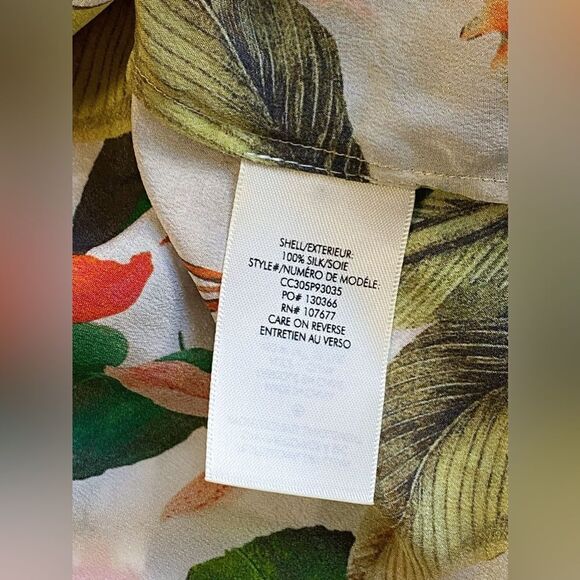 SHELL/EXTERIEUR:
100% SILK/SOIE
STYLE#/NUMÉRO DE MODÉLE:
CC305P93035
PO# 130366
RN# 107677
CARE ON REVERSE
ENTRETIEN AU VERSO